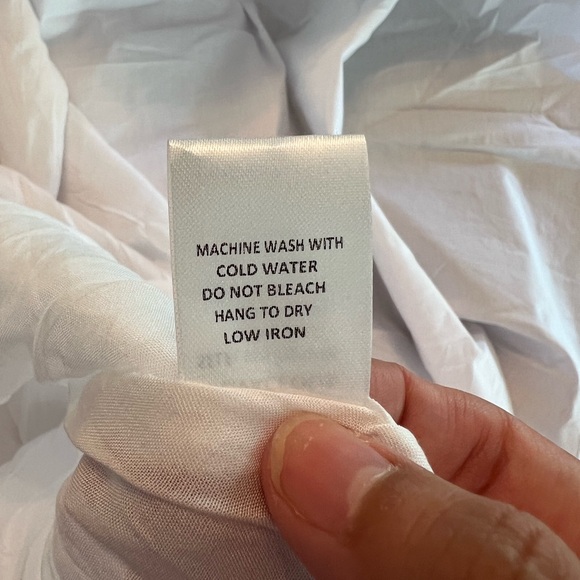 MACHINE WASH WITH
COLD WATER
DO NOT BLEACH
HANG TO DRY
LOW IRON